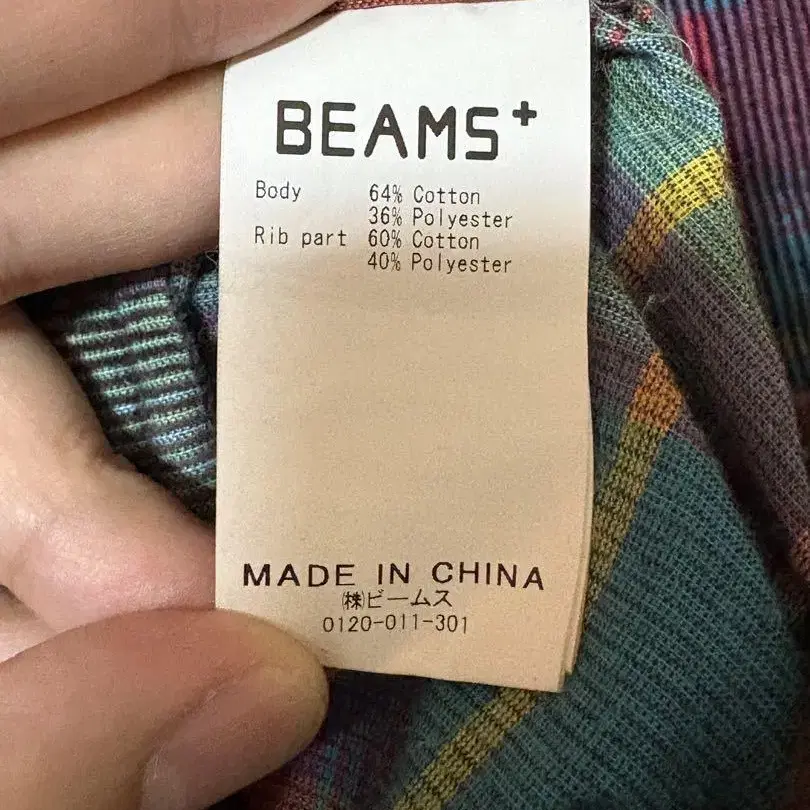 BEAMS+
Body 64% Cotton
36% Polyester
Rib part 60% Cotton
40% Polyester
MADE IN CHINA
㈱ビームス
0120-011-301